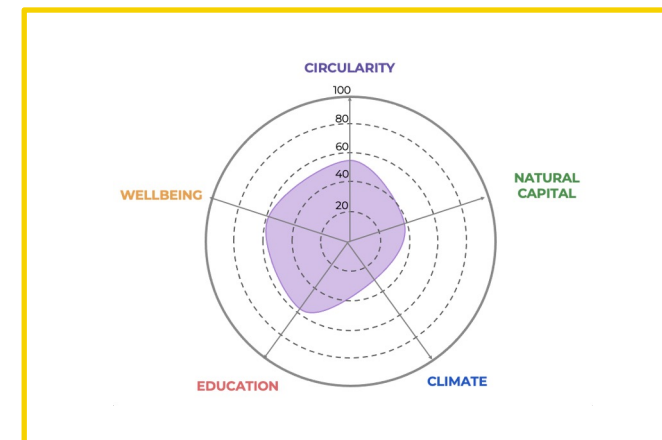 CIRCULARITY
100
80
60
40
20
WELLBEING
NATURAL
CAPITAL
EDUCATION
CLIMATE